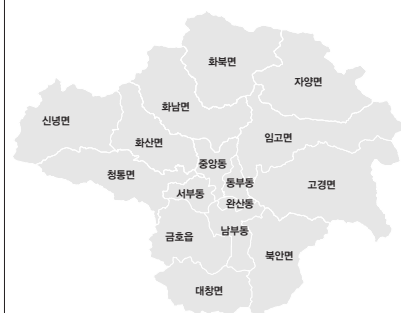 화북면
자양면
화남면
신녕면
화산면
임고면
중앙동
청통면
동부동
고경면
서부동
완산동
금호읍
남부동
북안면
대창면